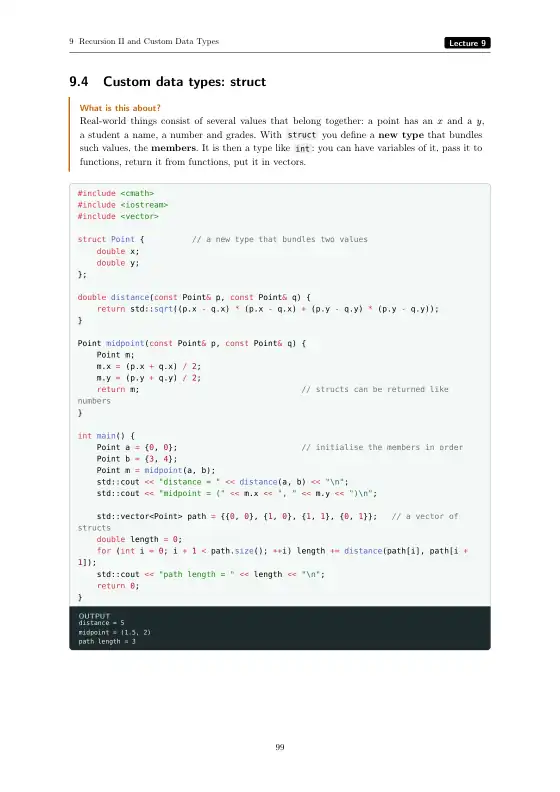 9 Recursion II and Custom Data Types
Lecture 9
9.4 Custom data types: struct
What is this about?
Real-world things consist of several values that belong together: a point has an x and a y,
a student a name, a number and grades. With struct you define a new type that bundles
such values, the members. It is then a type like int: you can have variables of it, pass it to
functions, return it from functions, put it in vectors.
#include <cmath>
#include <iostream>
#include <vector>
struct Point { // a new type that bundles two values
    double x;
    double y;
};
double distance(const Point& p, const Point& q) {
    return std::sqrt((p.x - q.x) * (p.x - q.x) + (p.y - q.y) * (p.y - q.y));
}
Point midpoint(const Point& p, const Point& q) {
    Point m;
    m.x = (p.x + q.x) / 2;
    m.y = (p.y + q.y) / 2;
    return m; // structs can be returned like
numbers
}
int main() {
    Point a = {0, 0}; // initialise the members in order
    Point b = {3, 4};
    Point m = midpoint(a, b);
    std::cout << "distance = " << distance(a, b) << "\n";
    std::cout << "midpoint = (" << m.x << ", " << m.y << ")\n";
    std::vector<Point> path = {{0, 0}, {1, 0}, {1, 1}, {0, 1}}; // a vector of
structs
    double length = 0;
    for (int i = 0; i + 1 < path.size(); ++i) length += distance(path[i], path[i +
1]);
    std::cout << "path length = " << length << "\n";
    return 0;
}
OUTPUT
distance = 5
midpoint = (1.5, 2)
path length = 3
99